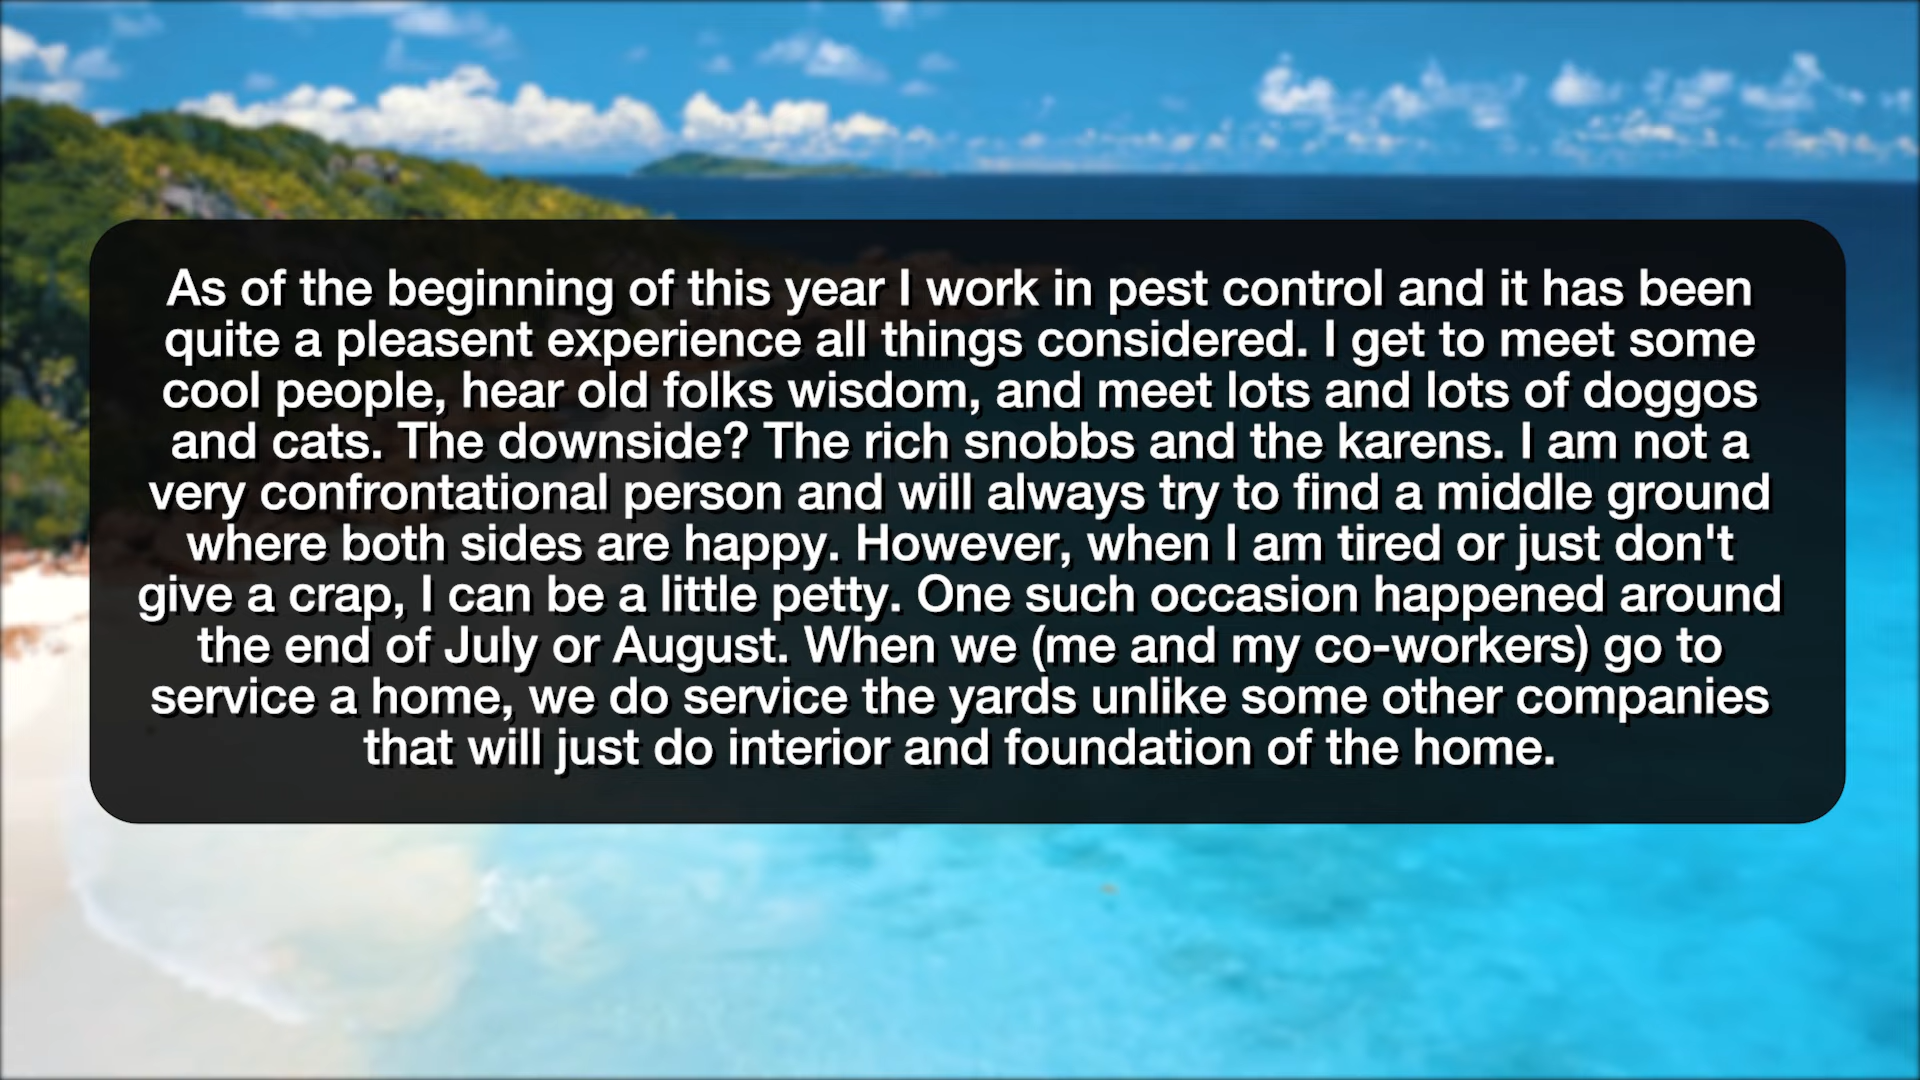 As of the beginning of this year I work in pest control and it has been
quite a pleasent experience all things considered. I get to meet some
cool people, hear old folks wisdom, and meet lots and lots of doggos
and cats. The downside? The rich snobbs and the karens. I am not a
very confrontational person and will always try to find a middle ground
where both sides are happy. However, when I am tired or just don't
give a crap, I can be a little petty. One such occasion happened around
the end of July or August. When we (me and my co-workers) go to
service a home, we do service the yards unlike some other companies
that will just do interior and foundation of the home.